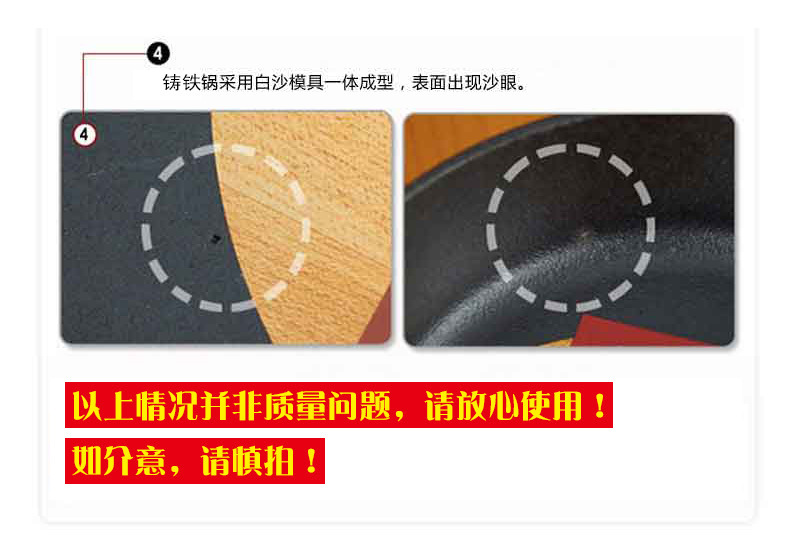 4
铸铁锅采用白沙模具一体成型，表面出现沙眼。
4
以上情况并非质量问题，请放心使用！
如介意，请慎拍！